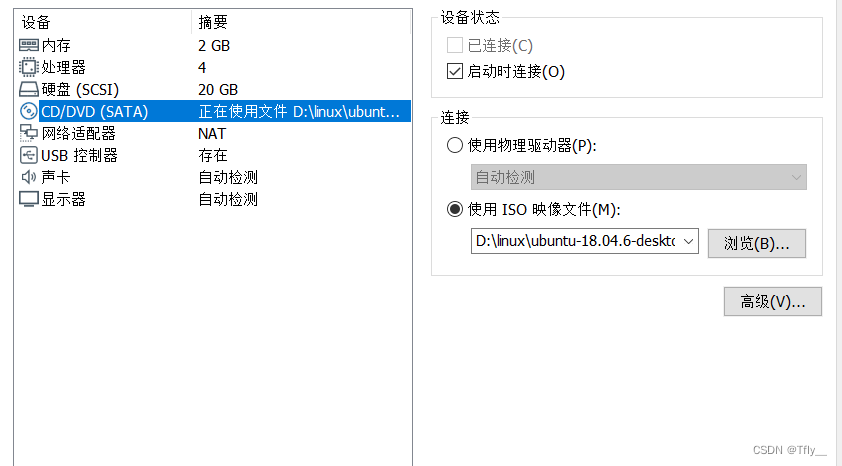 设备 摘要
内存 2 GB
处理器 4
硬盘 (SCSI) 20 GB
CD/DVD (SATA) 正在使用文件 D:\linux\ubunt...
网络适配器 NAT
USB 控制器 存在
声卡 自动检测
显示器 自动检测
设备状态
已连接(C)
启动时连接(O)
连接
使用物理驱动器(P):
自动检测
使用 ISO 映像文件(M):
D:\linux\ubuntu-18.04.6-deskto
浏览(B)...
高级(V)...
CSDN @Tfly__